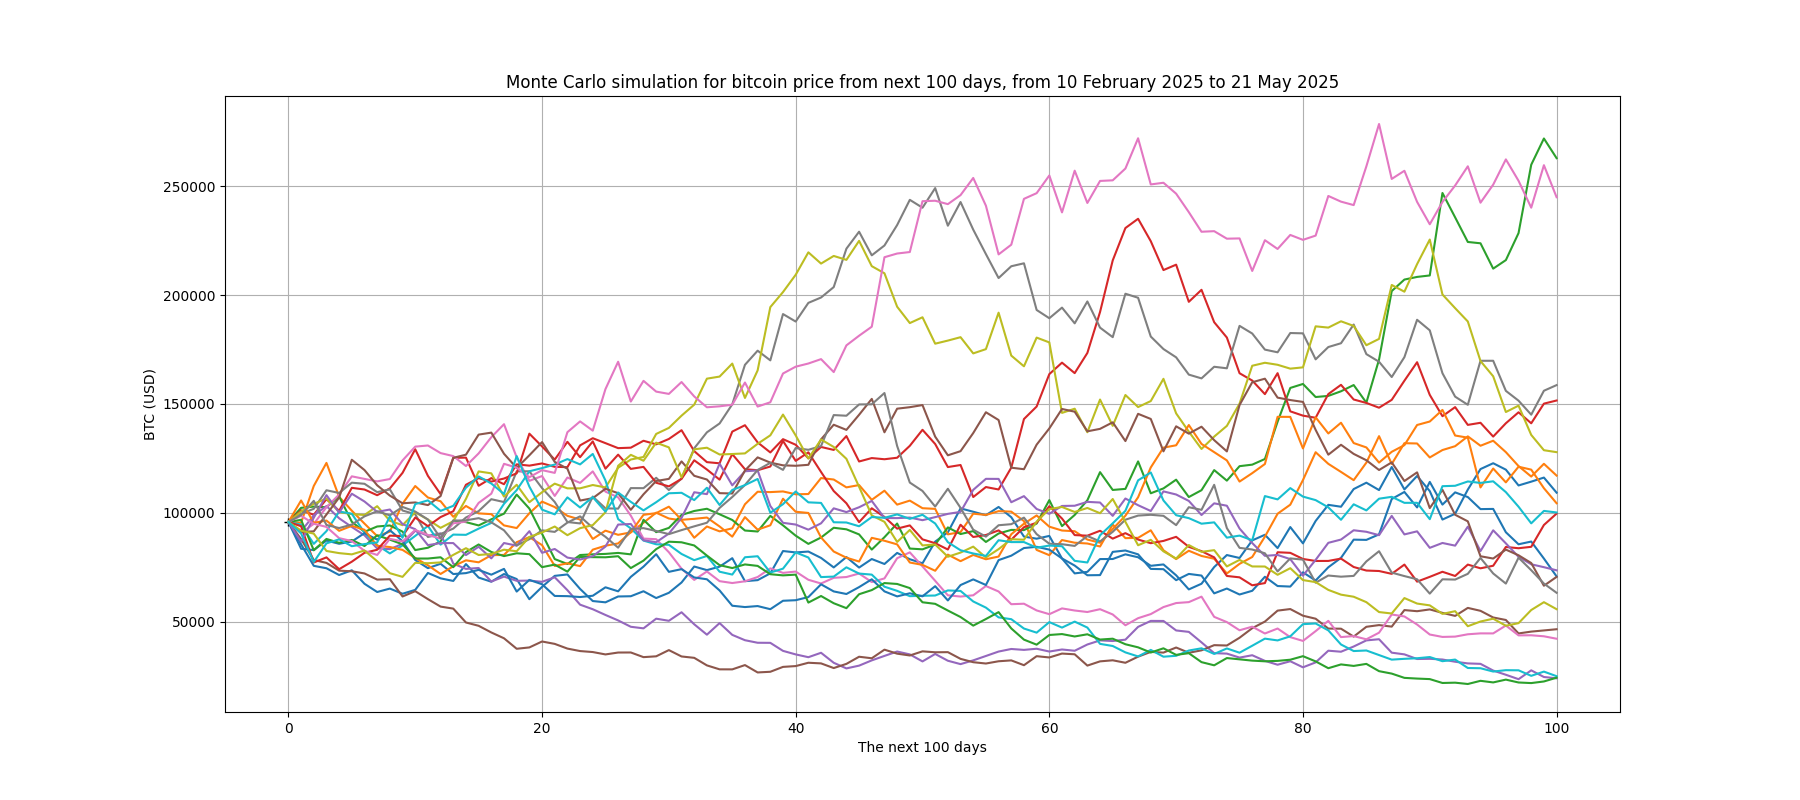 Monte Carlo simulation for bitcoin price from next 100 days, from 10 February 2025 to 21 May 2025
250000
200000
150000
100000
50000
BTC (USD)
0 20 40 60 80 100
The next 100 days